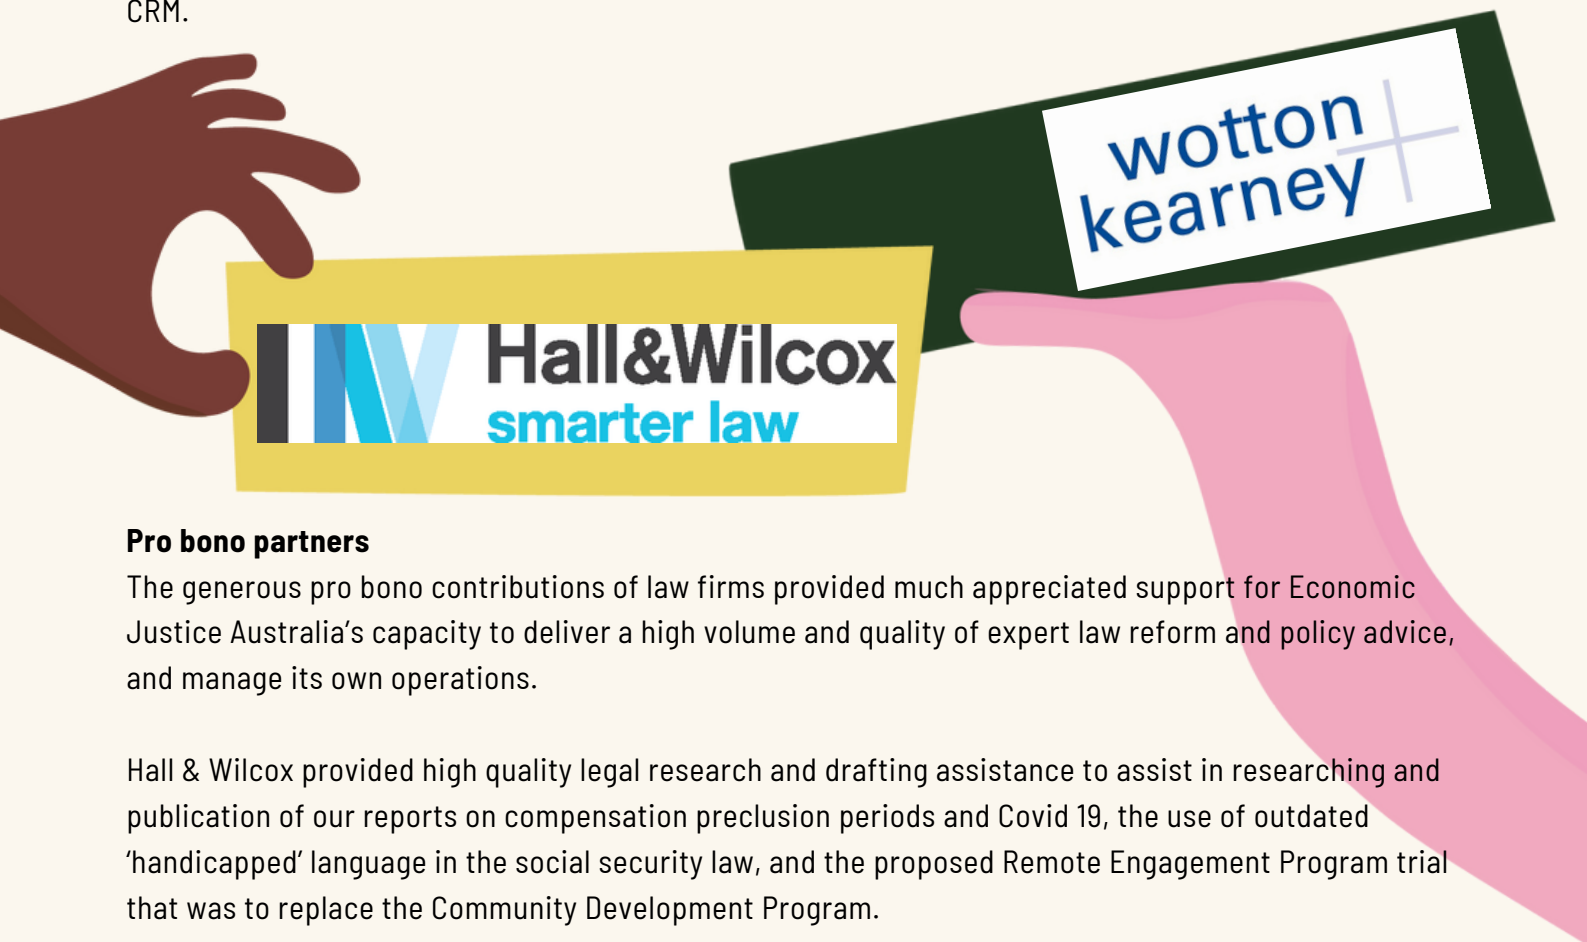 CRM.
wotton
kearney
Hall&Wilcox
smarter law
Pro bono partners
The generous pro bono contributions of law firms provided much appreciated support for Economic
Justice Australia’s capacity to deliver a high volume and quality of expert law reform and policy advice,
and manage its own operations.
Hall & Wilcox provided high quality legal research and drafting assistance to assist in researching and
publication of our reports on compensation preclusion periods and Covid 19, the use of outdated
‘handicapped’ language in the social security law, and the proposed Remote Engagement Program trial
that was to replace the Community Development Program.